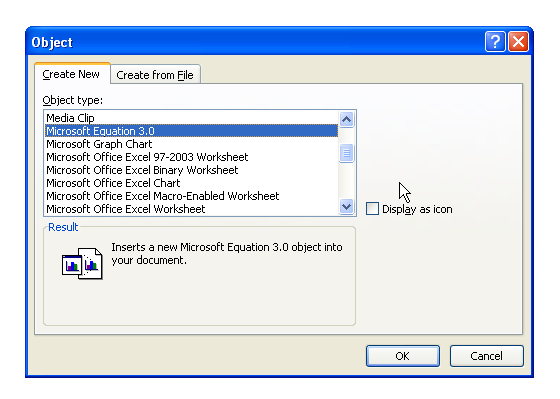 Object
Create New
Create from File
Object type:
Media Clip
Microsoft Equation 3.0
Microsoft Graph Chart
Microsoft Office Excel 97-2003 Worksheet
Microsoft Office Excel Binary Worksheet
Microsoft Office Excel Chart
Microsoft Office Excel Macro-Enabled Worksheet
Microsoft Office Excel Worksheet
Display as icon
Result
Inserts a new Microsoft Equation 3.0 object into
your document.
OK
Cancel